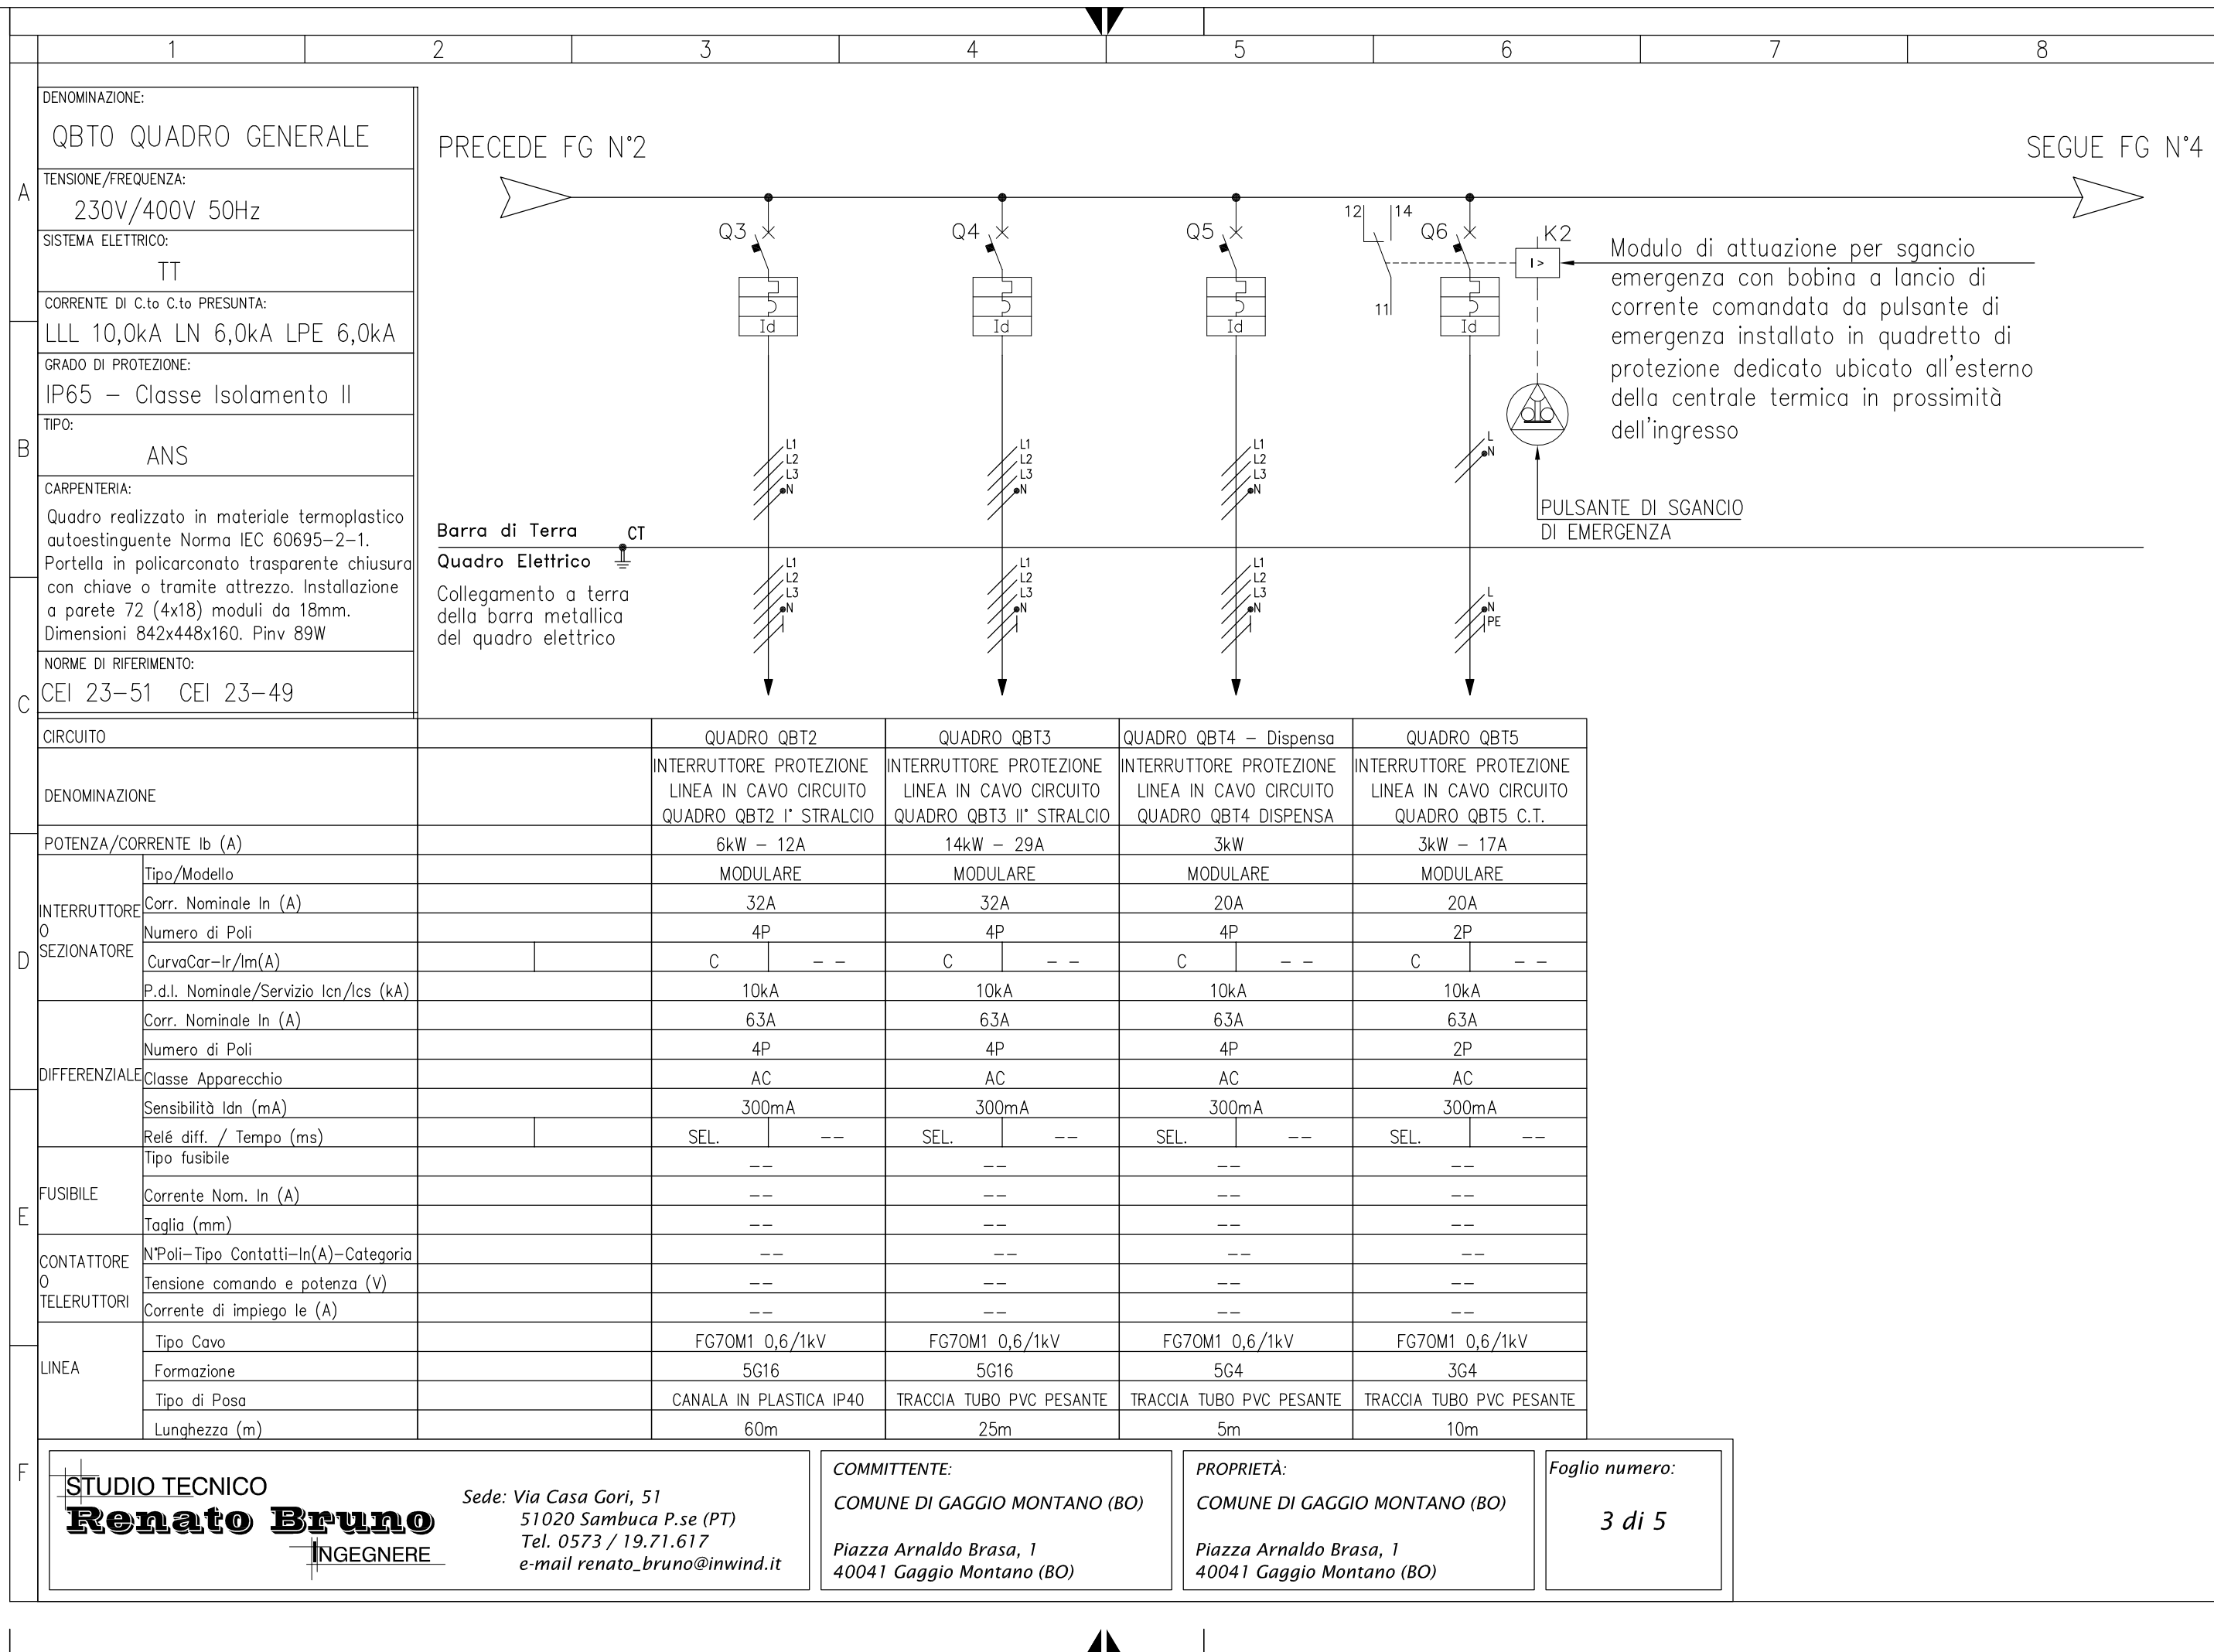 1 2 3 4 5 6 7 8
DENOMINAZIONE:
QBT0 QUADRO GENERALE
TENSIONE/FREQUENZA:
230V/400V 50Hz
SISTEMA ELETTRICO:
TT
CORRENTE DI C.to C.to PRESUNTA:
LLL 10,0kA LN 6,0kA LPE 6,0kA
GRADO DI PROTEZIONE:
IP65 – Classe Isolamento II
TIPO:
ANS
CARPENTERIA:
Quadro realizzato in materiale termoplastico
autoestinguente Norma IEC 60695–2–1.
Portella in policarconato trasparente chiusura
con chiave o tramite attrezzo. Installazione
a parete 72 (4x18) moduli da 18mm.
Dimensioni 842x448x160. Pinv 89W
NORME DI RIFERIMENTO:
CEI 23–51 CEI 23–49
A
B
C
D
E
F
PRECEDE FG N°2
SEGUE FG N°4
Q3
Id
Q4
Id
Q5
Id
12 14
11
Q6
Id
K2
I >
Modulo di attuazione per sgancio
emergenza con bobina a lancio di
corrente comandata da pulsante di
emergenza installato in quadretto di
protezione dedicato ubicato all'esterno
della centrale termica in prossimità
dell'ingresso
PULSANTE DI SGANCIO
DI EMERGENZA
L1 L1 L1 L
L2 L2 L2 N
L3 L3 L3
N N N
Barra di Terra CT
Quadro Elettrico
Collegamento a terra
della barra metallica
del quadro elettrico
L1 L1 L1
L2 L2 L2
L3 L3 L3 L
N N N N
PE
CIRCUITO QUADRO QBT2 QUADRO QBT3 QUADRO QBT4 – Dispensa QUADRO QBT5
DENOMINAZIONE
INTERRUTTORE PROTEZIONE INTERRUTTORE PROTEZIONE INTERRUTTORE PROTEZIONE INTERRUTTORE PROTEZIONE
LINEA IN CAVO CIRCUITO LINEA IN CAVO CIRCUITO LINEA IN CAVO CIRCUITO LINEA IN CAVO CIRCUITO
QUADRO QBT2 I° STRALCIO QUADRO QBT3 II° STRALCIO QUADRO QBT4 DISPENSA QUADRO QBT5 C.T.
POTENZA/CORRENTE Ib (A) 6kW – 12A 14kW – 29A 3kW 3kW – 17A
INTERRUTTORE
O
SEZIONATORE
Tipo/Modello MODULARE MODULARE MODULARE MODULARE
Corr. Nominale In (A) 32A 32A 20A 20A
Numero di Poli 4P 4P 4P 2P
CurvaCar–Ir/Im(A) C – – C – – C – – C – –
P.d.I. Nominale/Servizio Icn/Ics (kA) 10kA 10kA 10kA 10kA
DIFFERENZIALE
Corr. Nominale In (A) 63A 63A 63A 63A
Numero di Poli 4P 4P 4P 2P
Classe Apparecchio AC AC AC AC
Sensibilità Idn (mA) 300mA 300mA 300mA 300mA
Relé diff. / Tempo (ms) SEL. –– SEL. –– SEL. –– SEL. ––
FUSIBILE
Tipo fusibile –– –– –– ––
Corrente Nom. In (A) –– –– –– ––
Taglia (mm) –– –– –– ––
CONTATTORE
O
TELERUTTORI
N°Poli–Tipo Contatti–In(A)–Categoria –– –– –– ––
Tensione comando e potenza (V) –– –– –– ––
Corrente di impiego Ie (A) –– –– –– ––
LINEA
Tipo Cavo FG7OM1 0,6/1kV FG7OM1 0,6/1kV FG7OM1 0,6/1kV FG7OM1 0,6/1kV
Formazione 5G16 5G16 5G4 3G4
Tipo di Posa CANALA IN PLASTICA IP40 TRACCIA TUBO PVC PESANTE TRACCIA TUBO PVC PESANTE TRACCIA TUBO PVC PESANTE
Lunghezza (m) 60m 25m 5m 10m
STUDIO TECNICO
Renato Bruno
INGEGNERE
Sede: Via Casa Gori, 51
51020 Sambuca P.se (PT)
Tel. 0573 / 19.71.617
e-mail renato_bruno@inwind.it
COMMITTENTE:
COMUNE DI GAGGIO MONTANO (BO)
Piazza Arnaldo Brasa, 1
40041 Gaggio Montano (BO)
PROPRIETÀ:
COMUNE DI GAGGIO MONTANO (BO)
Piazza Arnaldo Brasa, 1
40041 Gaggio Montano (BO)
Foglio numero:
3 di 5